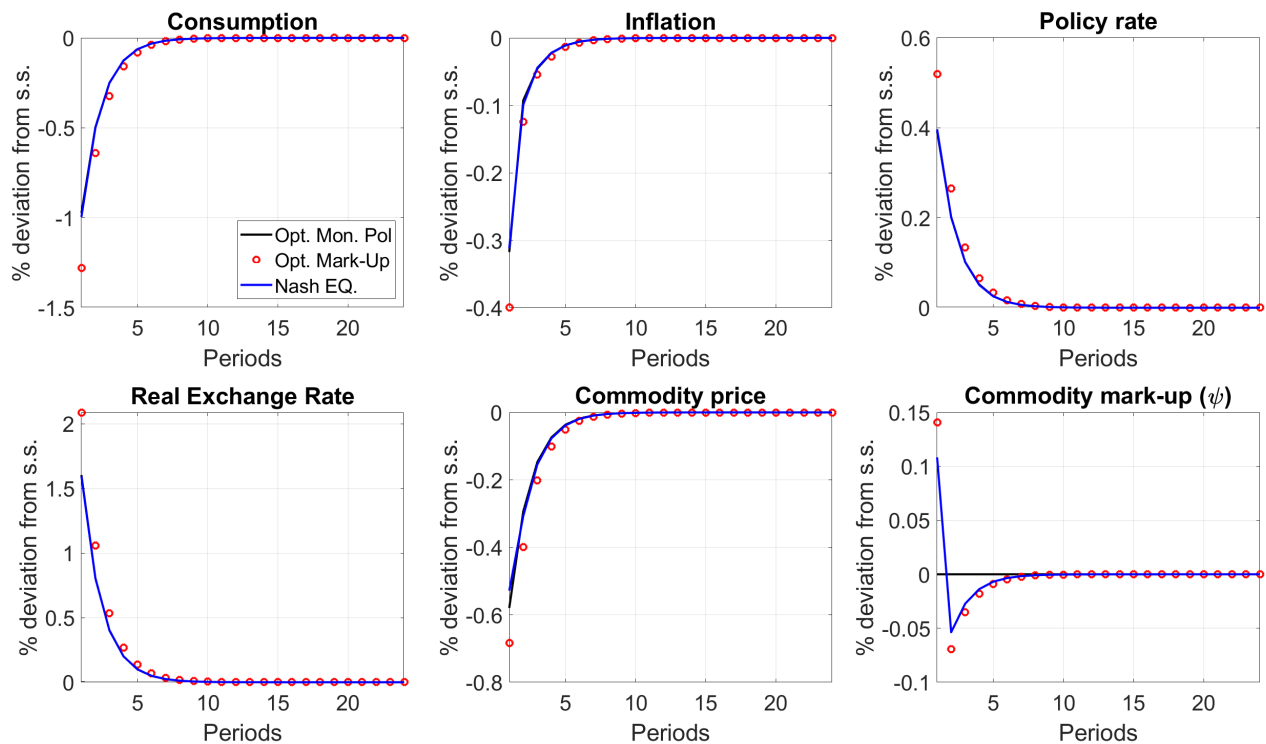 Consumption
% deviation from s.s.
0
-0.5
-1
-1.5
Opt. Mon. Pol
Opt. Mark-Up
Nash EQ.
5 10 15 20
Periods
Inflation
% deviation from s.s.
0
-0.1
-0.2
-0.3
-0.4
5 10 15 20
Periods
Policy rate
% deviation from s.s.
0.6
0.4
0.2
0
5 10 15 20
Periods
Real Exchange Rate
% deviation from s.s.
2
1.5
1
0.5
0
5 10 15 20
Periods
Commodity price
% deviation from s.s.
0
-0.2
-0.4
-0.6
-0.8
5 10 15 20
Periods
Commodity mark-up (ψ)
% deviation from s.s.
0.15
0.1
0.05
0
-0.05
-0.1
5 10 15 20
Periods